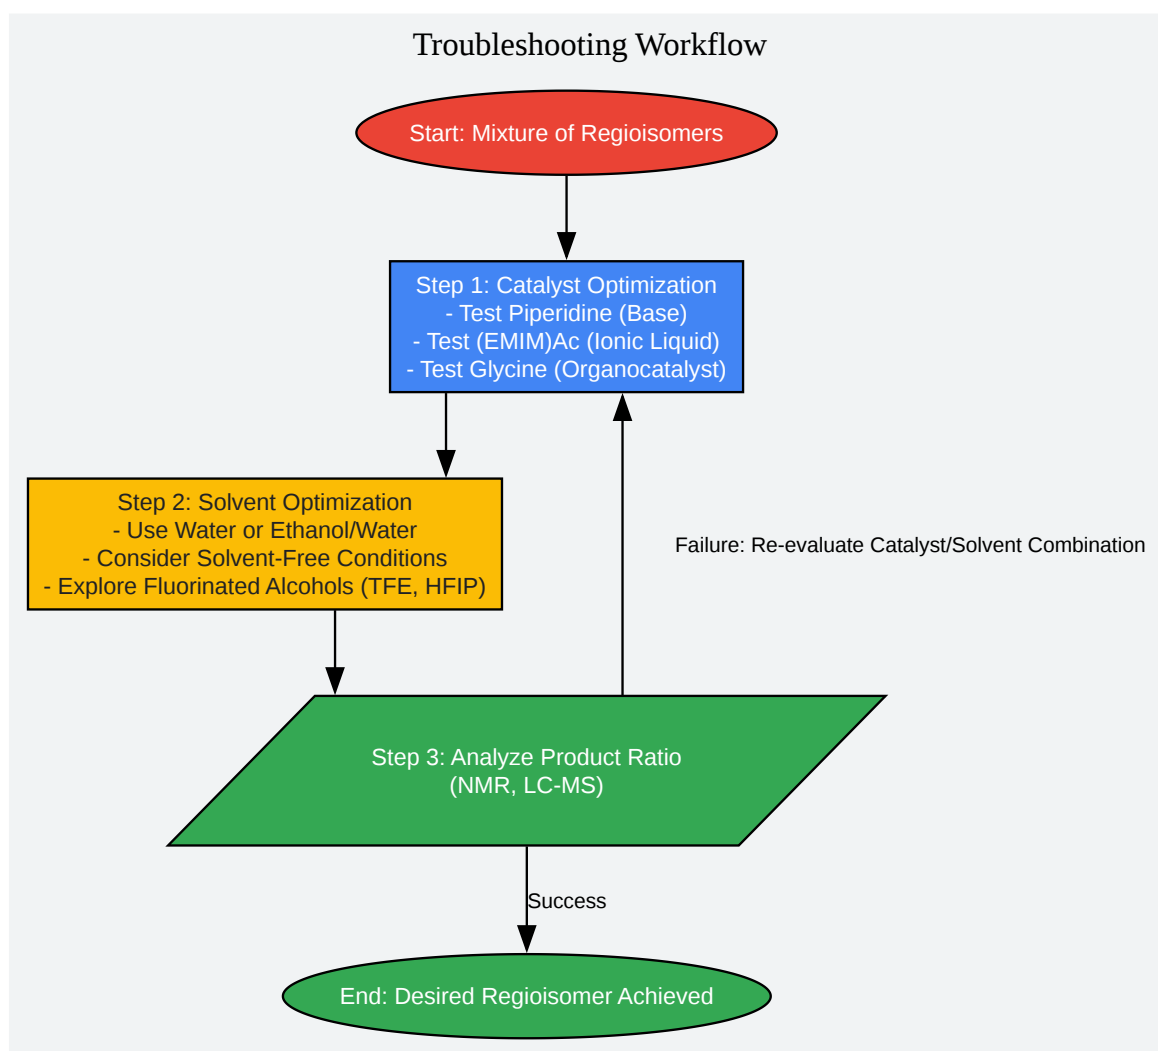 Troubleshooting Workflow
Start: Mixture of Regioisomers
Step 1: Catalyst Optimization
- Test Piperidine (Base)
- Test (EMIM)Ac (Ionic Liquid)
- Test Glycine (Organocatalyst)
Step 2: Solvent Optimization
- Use Water or Ethanol/Water
- Consider Solvent-Free Conditions
- Explore Fluorinated Alcohols (TFE, HFIP)
Failure: Re-evaluate Catalyst/Solvent Combination
Step 3: Analyze Product Ratio
(NMR, LC-MS)
Success
End: Desired Regioisomer Achieved